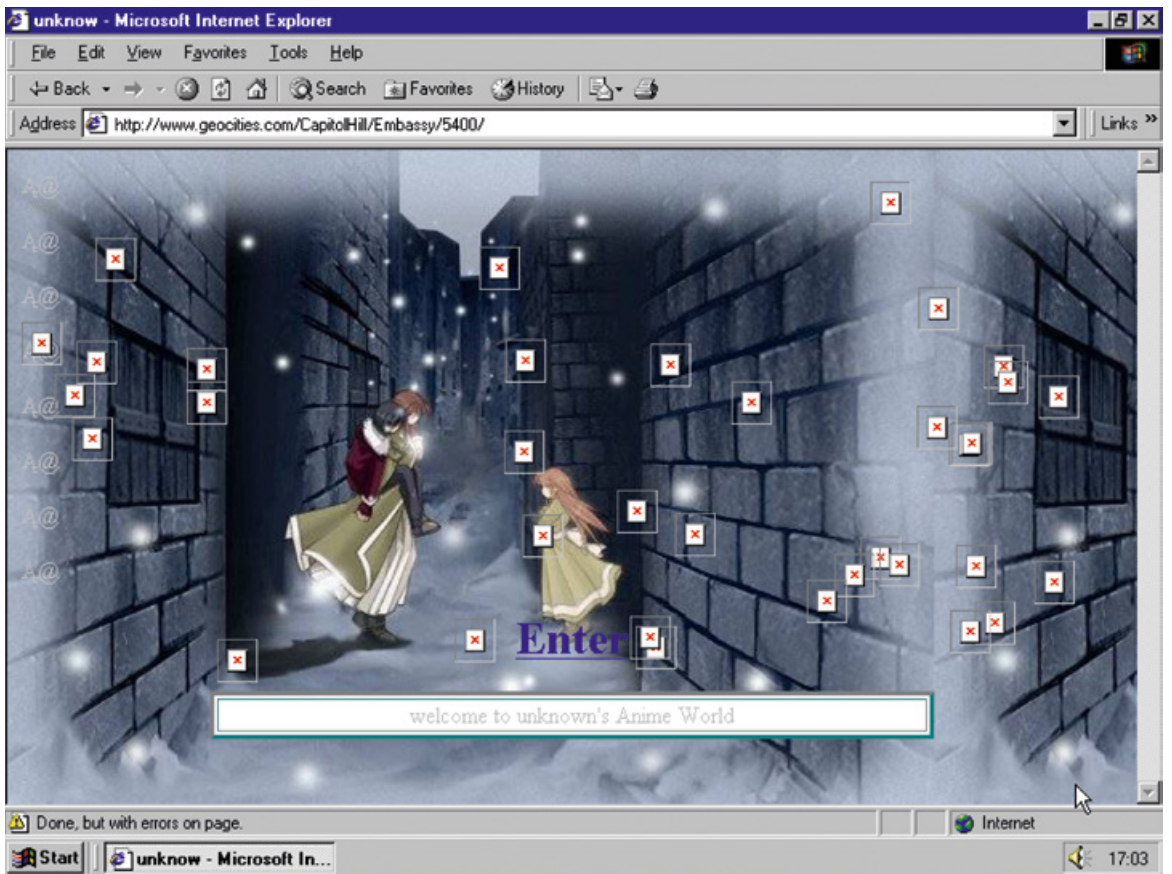 unknow - Microsoft Internet Explorer
File Edit View Favorites Tools Help
Back Search Favorites History
Address http://www.geocities.com/CapitolHill/Embassy/5400/ Links »
A@
A@
A@
A@
A@
A@
A@
Enter
welcome to unknown's Anime World
Done, but with errors on page. Internet
Start unknow - Microsoft In... 17:03